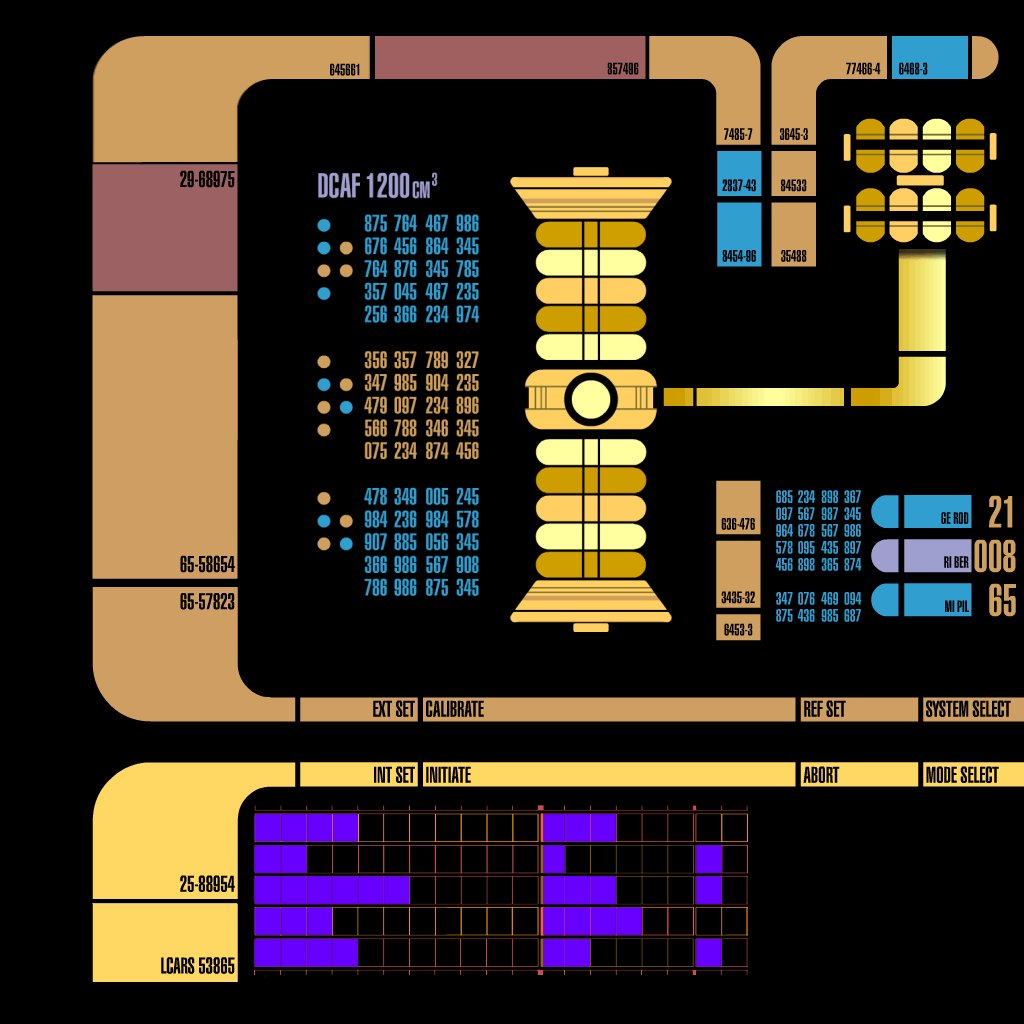 645661
957486
77466-4
6468-3
7485-7
3645-3
29-68975
2837-43
84533
DCAF 1200 CM³
875 764 467 986
676 456 864 345
764 876 345 785
357 045 467 235
256 366 234 974
8454-86
35488
356 357 789 327
347 985 904 235
479 097 234 896
566 788 346 345
075 234 874 456
478 349 005 245
984 236 984 578
907 885 056 345
366 986 567 908
786 986 875 345
636-476
3435-32
6453-3
685 234 898 367
097 567 987 345
964 678 567 986
578 095 435 897
456 898 365 874
347 076 469 094
875 436 985 687
GE ROD 21
RI BER 008
MI PIL 65
65-58654
65-57823
EXT SET CALIBRATE REF SET SYSTEM SELECT
INT SET INITIATE ABORT MODE SELECT
25-88954
LCARS 53865